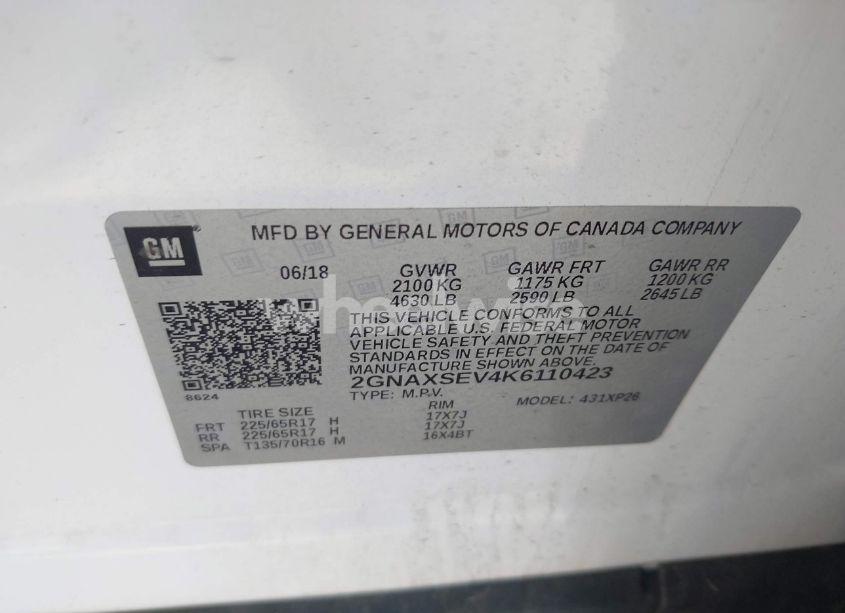 GM
MFD BY GENERAL MOTORS OF CANADA COMPANY
06/18 GVWR GAWR FRT GAWR RR
2100 KG 1175 KG 1200 KG
4630 LB 2590 LB 2645 LB
THIS VEHICLE CONFORMS TO ALL
APPLICABLE U.S. FEDERAL MOTOR
VEHICLE SAFETY AND THEFT PREVENTION
STANDARDS IN EFFECT ON THE DATE OF
MANUFACTURE SHOWN ABOVE.
2GNAXSEV4K6110423
8624 TYPE: M.P.V. MODEL: 431XP26
TIRE SIZE RIM
FRT 225/65R17 H 17X7J
RR 225/65R17 H 17X7J
SPA T135/70R16 M 16X4BT